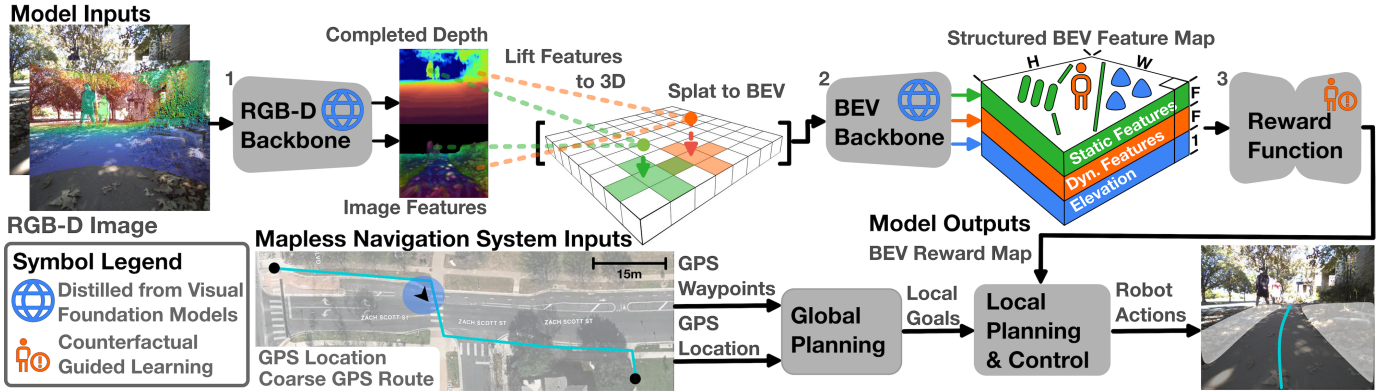 Model Inputs
RGB-D Image
1
RGB-D
Backbone
Completed Depth
Image Features
Lift Features
to 3D
Splat to BEV
2
BEV
Backbone
Structured BEV Feature Map
H
W
F
F
1
Static Features
Dyn. Features
Elevation
3
Reward
Function
Symbol Legend
Distilled from Visual
Foundation Models
Counterfactual
Guided Learning
Mapless Navigation System Inputs
15m
ZACH SCOTT ST
ZACH SCOTT ST
ZACH SCOTT ST
GPS Location
Coarse GPS Route
GPS
Waypoints
GPS
Location
Global
Planning
Local
Goals
Model Outputs
BEV Reward Map
Local
Planning
& Control
Robot
Actions